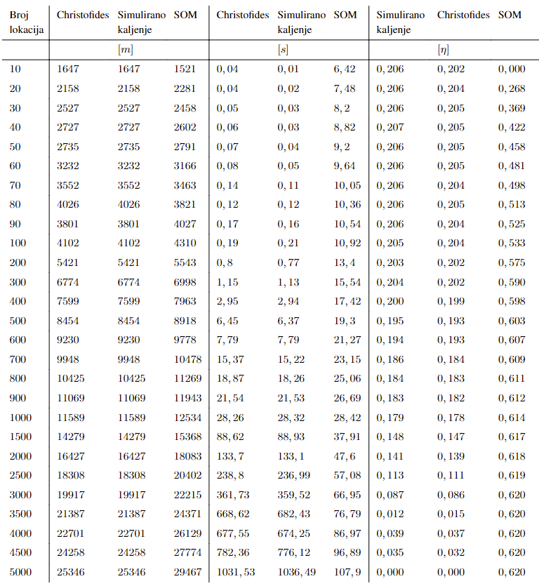 Broj Christofides Simulirano SOM Christofides Simulirano SOM Simulirano Christofides SOM
lokacija kaljenje kaljenje kaljenje
[m] [s] [η]
10 1647 1647 1521 0,04 0,01 6,42 0,206 0,202 0,000
20 2158 2158 2281 0,04 0,02 7,48 0,206 0,204 0,268
30 2527 2527 2458 0,05 0,03 8,2 0,206 0,205 0,369
40 2727 2727 2602 0,06 0,03 8,82 0,207 0,205 0,422
50 2735 2735 2791 0,07 0,04 9,2 0,206 0,205 0,458
60 3232 3232 3166 0,08 0,05 9,64 0,206 0,205 0,481
70 3552 3552 3463 0,14 0,11 10,05 0,206 0,204 0,498
80 4026 4026 3821 0,12 0,12 10,36 0,206 0,205 0,513
90 3801 3801 4027 0,17 0,16 10,54 0,206 0,204 0,525
100 4102 4102 4310 0,19 0,21 10,92 0,205 0,204 0,533
200 5421 5421 5543 0,8 0,77 13,4 0,203 0,202 0,575
300 6774 6774 6998 1,15 1,13 15,54 0,204 0,202 0,590
400 7599 7599 7963 2,95 2,94 17,42 0,200 0,199 0,598
500 8454 8454 8918 6,45 6,37 19,3 0,195 0,193 0,603
600 9230 9230 9778 7,79 7,79 21,27 0,194 0,193 0,607
700 9948 9948 10478 15,37 15,22 23,15 0,186 0,184 0,609
800 10425 10425 11269 18,87 18,26 25,06 0,184 0,183 0,611
900 11069 11069 11943 21,54 21,53 26,69 0,183 0,182 0,612
1000 11589 11589 12534 28,26 28,32 28,42 0,179 0,178 0,614
1500 14279 14279 15368 88,62 88,93 37,91 0,148 0,147 0,617
2000 16427 16427 18083 133,7 133,1 47,6 0,141 0,139 0,618
2500 18308 18308 20402 238,8 236,99 57,08 0,113 0,111 0,619
3000 19917 19917 22215 361,73 359,52 66,95 0,087 0,086 0,620
3500 21387 21387 24371 668,62 682,43 76,79 0,012 0,015 0,620
4000 22701 22701 26129 677,55 674,25 86,97 0,039 0,037 0,620
4500 24258 24258 27774 782,36 776,12 96,89 0,035 0,032 0,620
5000 25346 25346 29467 1031,53 1036,49 107,9 0,000 0,000 0,620